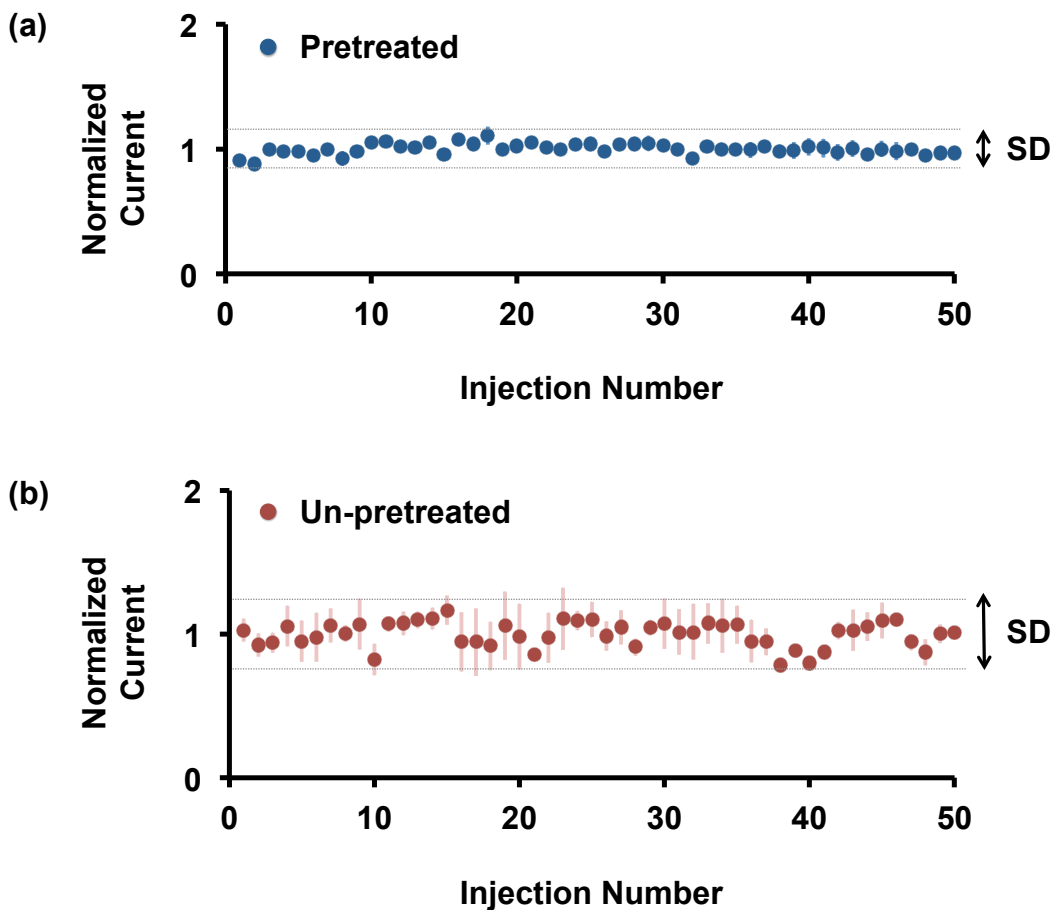 (a)
2
Pretreated
Normalized
Current
1
SD
0
0 10 20 30 40 50
Injection Number
(b)
2
Un-pretreated
Normalized
Current
1
SD
0
0 10 20 30 40 50
Injection Number